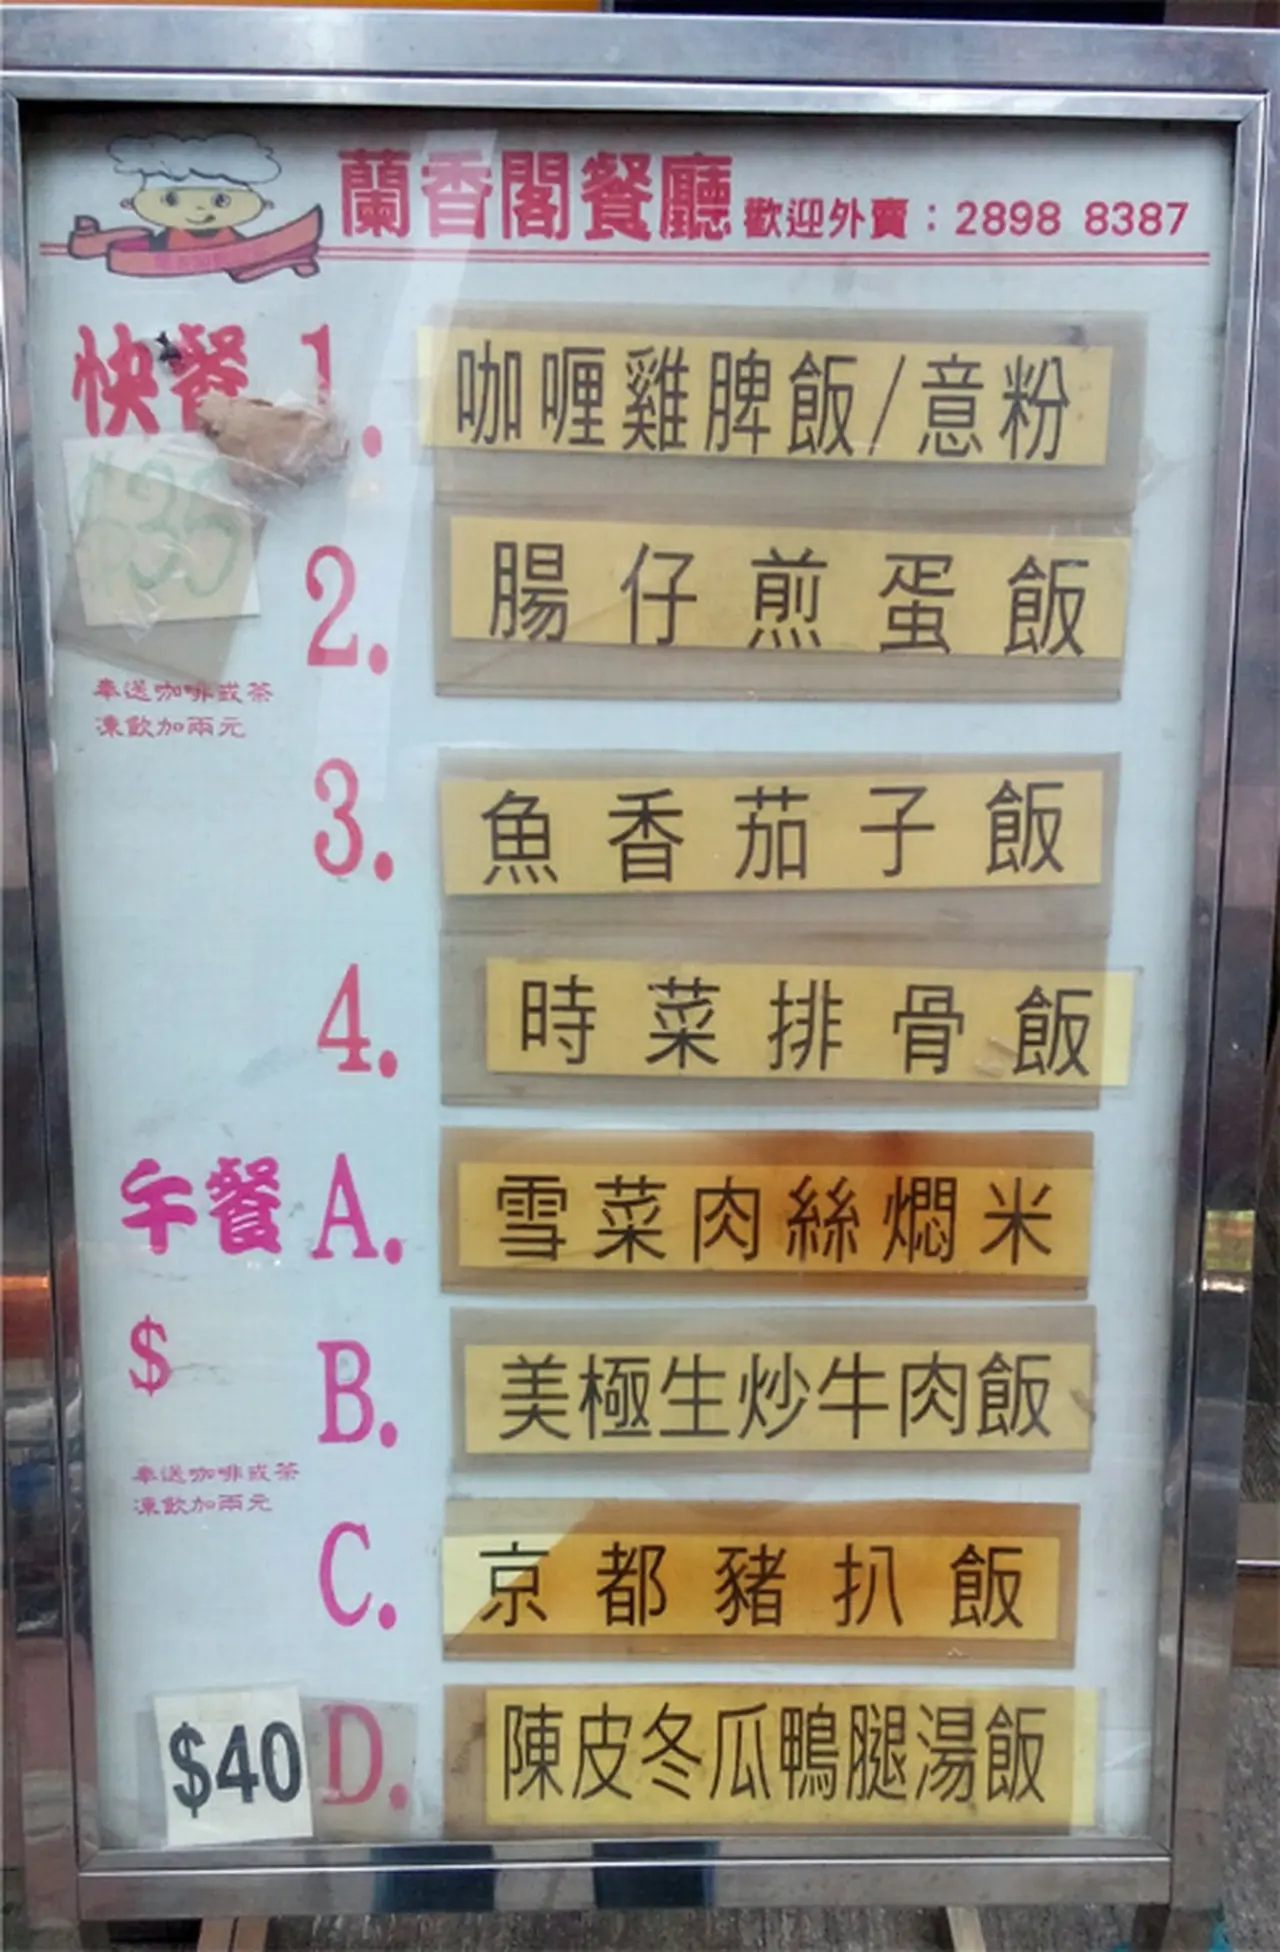 蘭香閣餐廳 歡迎外賣：2898 8387
快餐 1. 咖喱雞脾飯/意粉
2. 腸仔煎蛋飯
奉送咖啡或茶
凍飲加兩元
3. 魚香茄子飯
4. 時菜排骨飯
午餐 A. 雪菜肉絲燜米
$
B. 美極生炒牛肉飯
奉送咖啡或茶
凍飲加兩元
C. 京都豬扒飯
$40 D. 陳皮冬瓜鴨腿湯飯